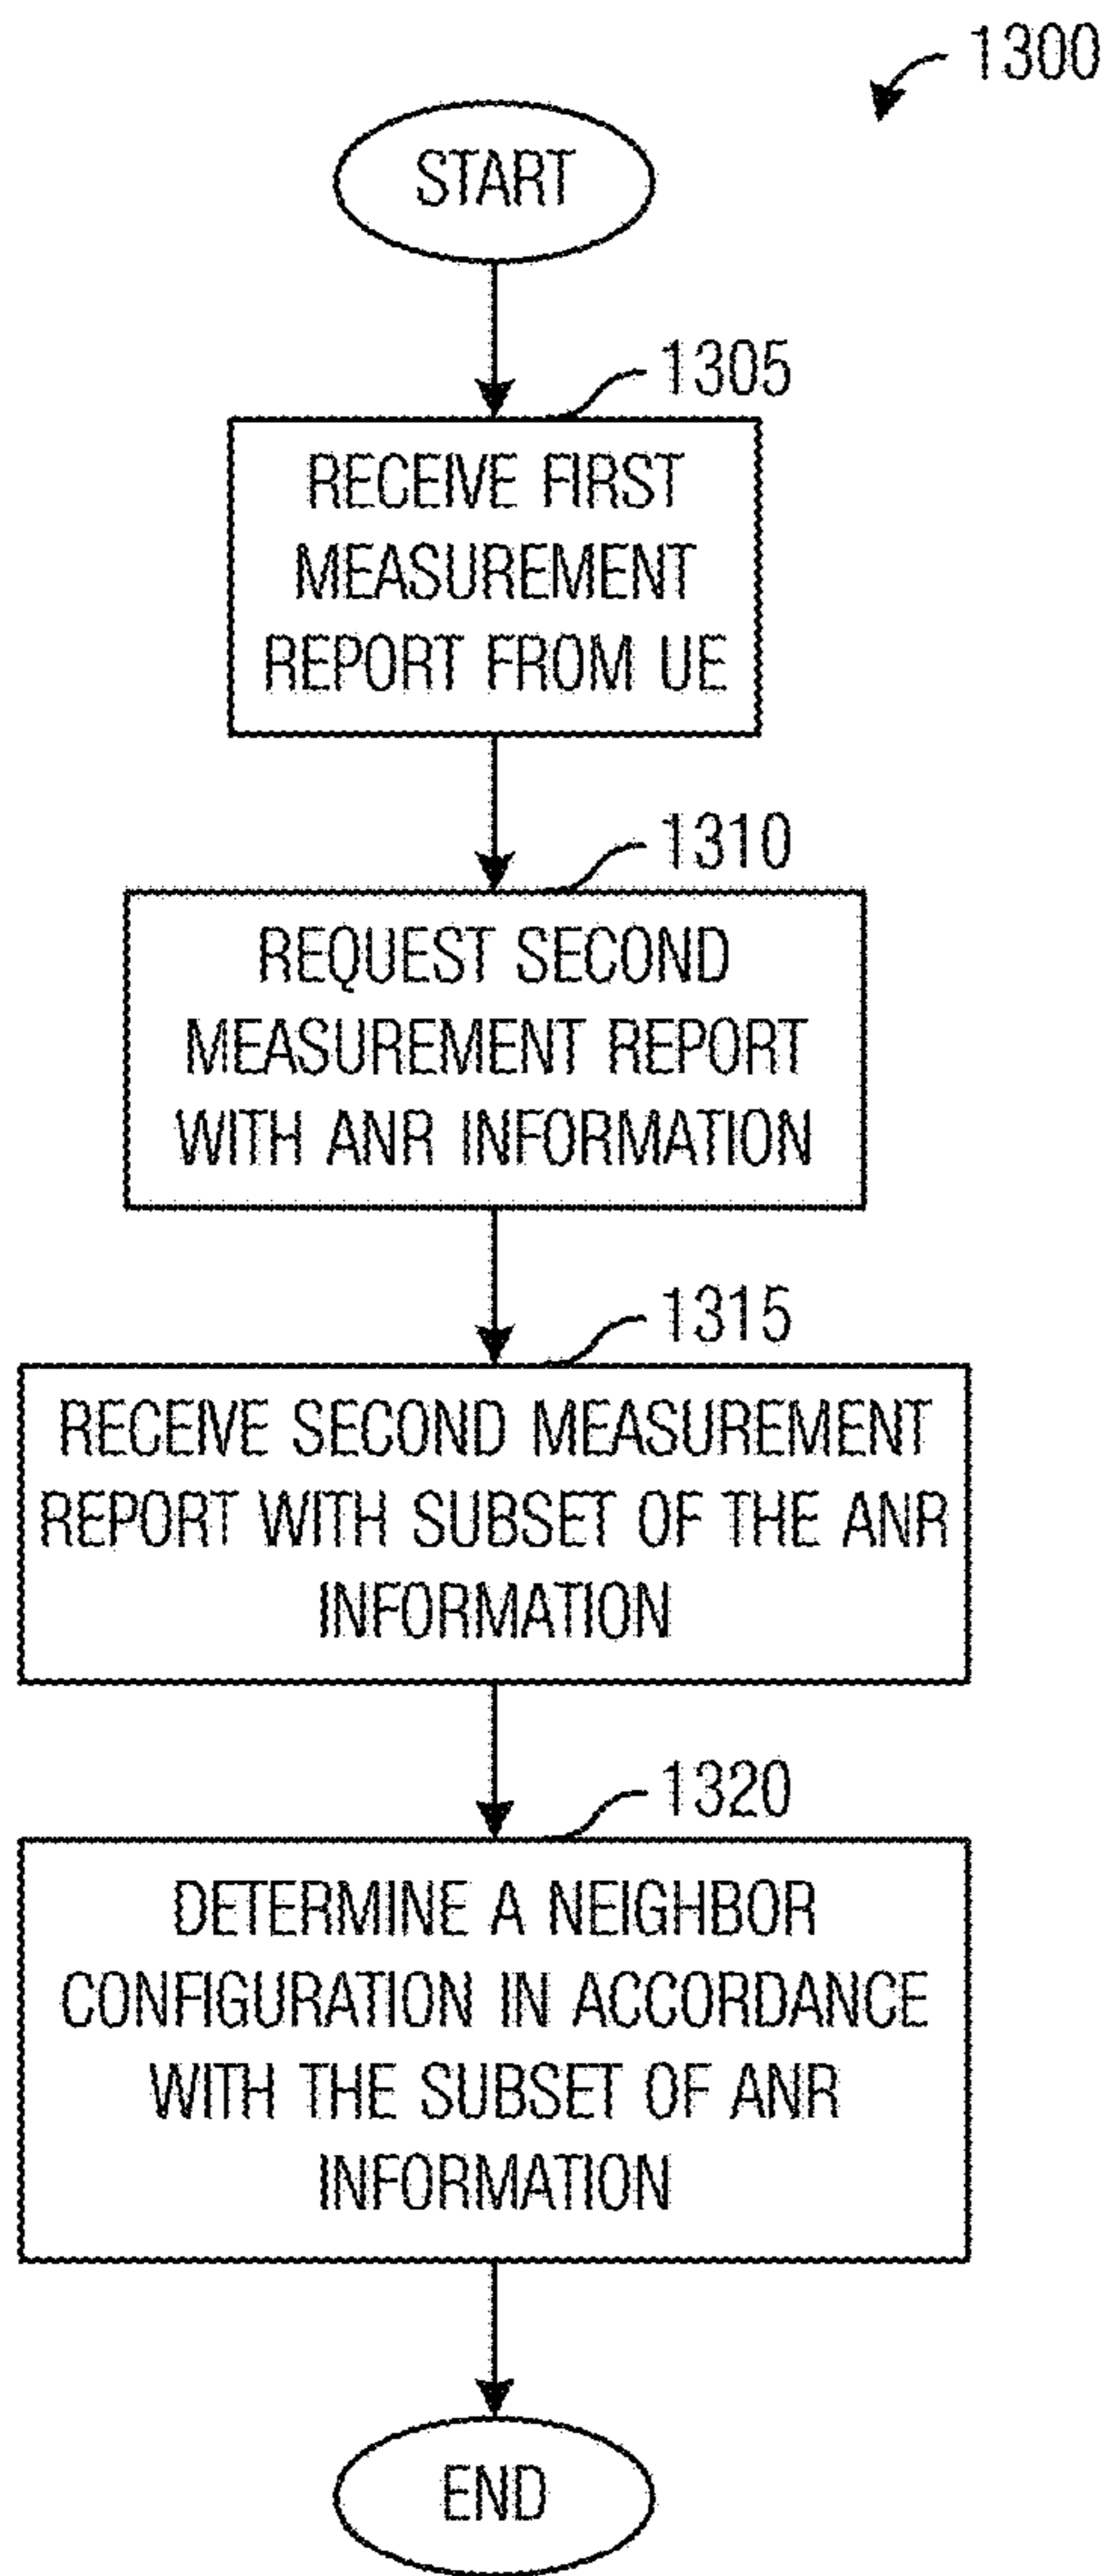 1300
START
1305
RECEIVE FIRST
MEASUREMENT
REPORT FROM UE
1310
REQUEST SECOND
MEASUREMENT REPORT
WITH ANR INFORMATION
1315
RECEIVE SECOND MEASUREMENT
REPORT WITH SUBSET OF THE ANR
INFORMATION
1320
DETERMINE A NEIGHBOR
CONFIGURATION IN ACCORDANCE
WITH THE SUBSET OF ANR
INFORMATION
END